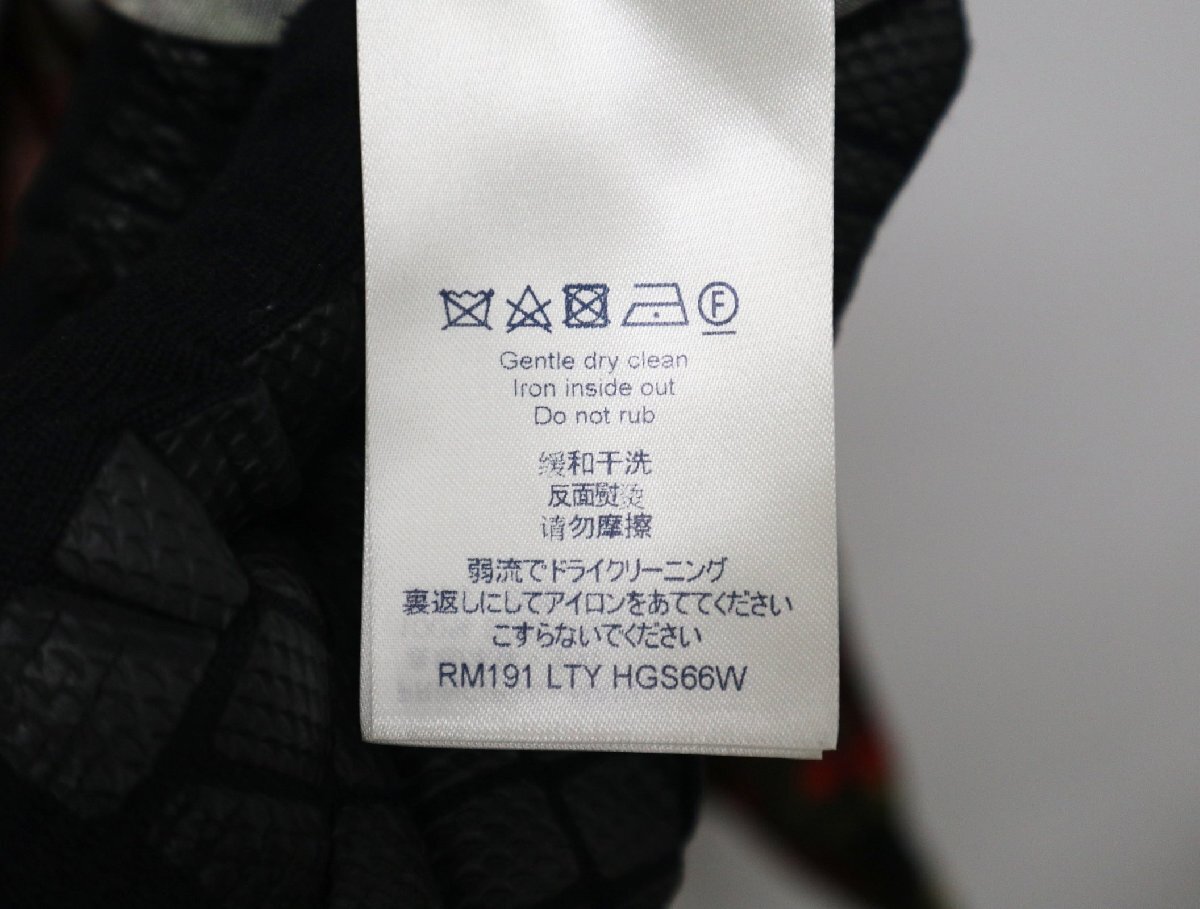 F
Gentle dry clean
Iron inside out
Do not rub
缓和干洗
反面熨烫
请勿摩擦
弱流でドライクリーニング
裏返しにしてアイロンをあててください
こすらないでください
RM191 LTY HGS66W